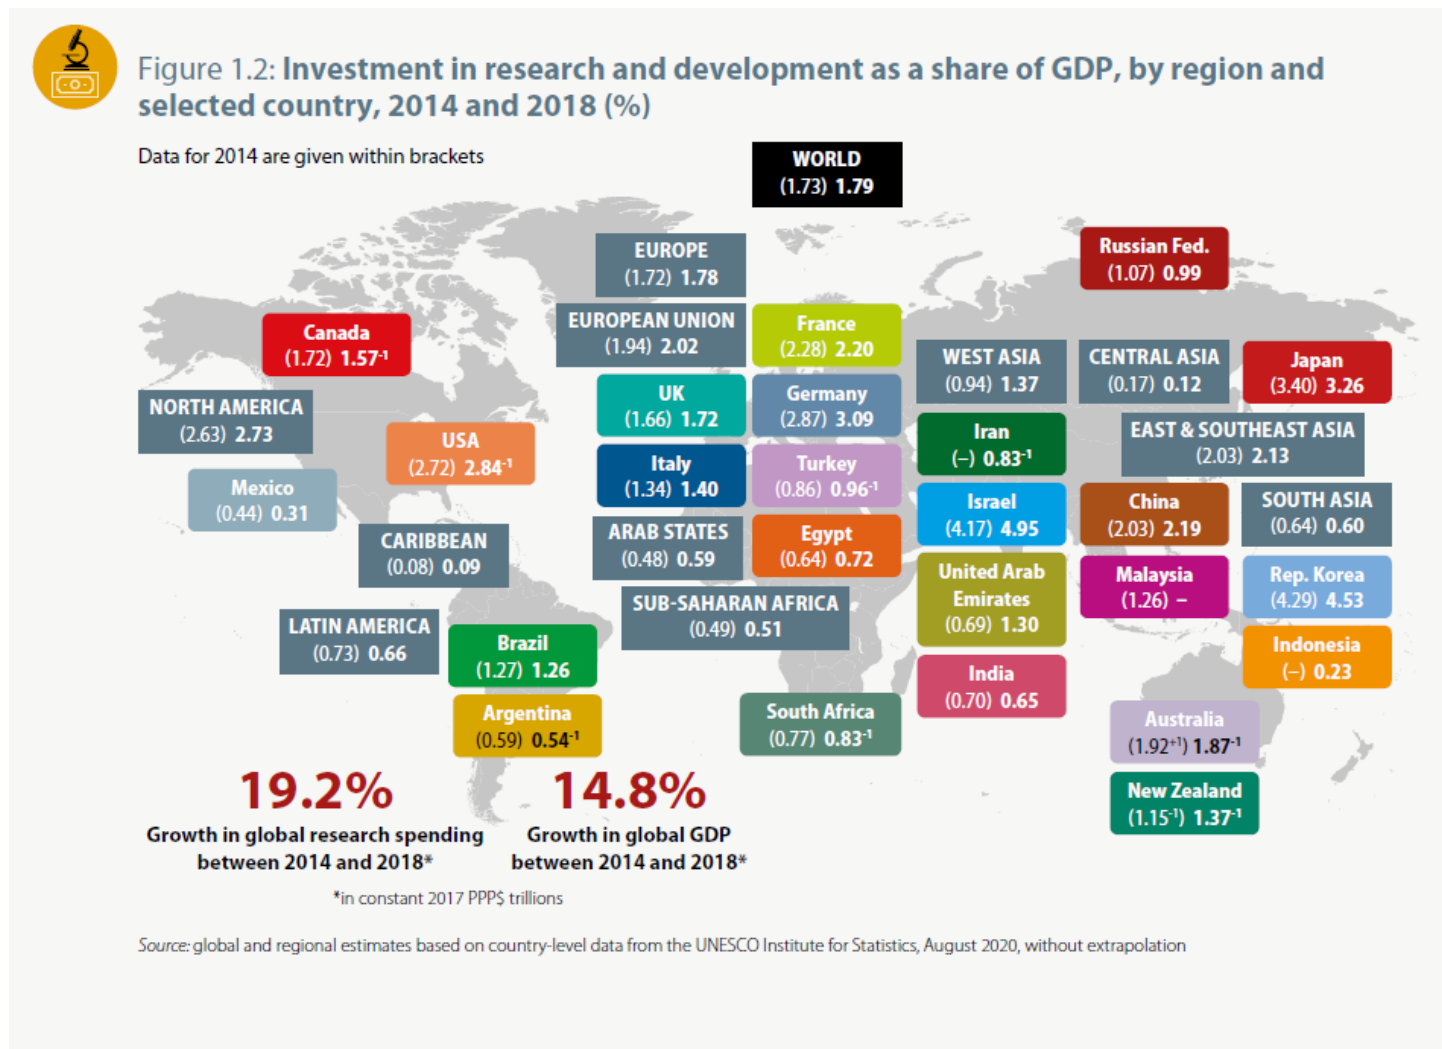 Figure 1.2: Investment in research and development as a share of GDP, by region and
selected country, 2014 and 2018 (%)
Data for 2014 are given within brackets
WORLD
(1.73) 1.79
EUROPE
(1.72) 1.78
Russian Fed.
(1.07) 0.99
EUROPEAN UNION
(1.94) 2.02
France
(2.28) 2.20
Canada
(1.72) 1.57⁻¹
WEST ASIA
(0.94) 1.37
CENTRAL ASIA
(0.17) 0.12
Japan
(3.40) 3.26
UK
(1.66) 1.72
Germany
(2.87) 3.09
NORTH AMERICA
(2.63) 2.73
USA
(2.72) 2.84⁻¹
Iran
(–) 0.83⁻¹
EAST & SOUTHEAST ASIA
(2.03) 2.13
Italy
(1.34) 1.40
Turkey
(0.86) 0.96⁻¹
Mexico
(0.44) 0.31
Israel
(4.17) 4.95
China
(2.03) 2.19
SOUTH ASIA
(0.64) 0.60
CARIBBEAN
(0.08) 0.09
ARAB STATES
(0.48) 0.59
Egypt
(0.64) 0.72
United Arab
Emirates
(0.69) 1.30
Malaysia
(1.26) –
Rep. Korea
(4.29) 4.53
SUB-SAHARAN AFRICA
(0.49) 0.51
LATIN AMERICA
(0.73) 0.66
Brazil
(1.27) 1.26
Indonesia
(–) 0.23
India
(0.70) 0.65
Argentina
(0.59) 0.54⁻¹
South Africa
(0.77) 0.83⁻¹
Australia
(1.92⁺¹) 1.87⁻¹
New Zealand
(1.15⁻¹) 1.37⁻¹
19.2%
Growth in global research spending
between 2014 and 2018*
14.8%
Growth in global GDP
between 2014 and 2018*
*in constant 2017 PPP$ trillions
Source: global and regional estimates based on country-level data from the UNESCO Institute for Statistics, August 2020, without extrapolation